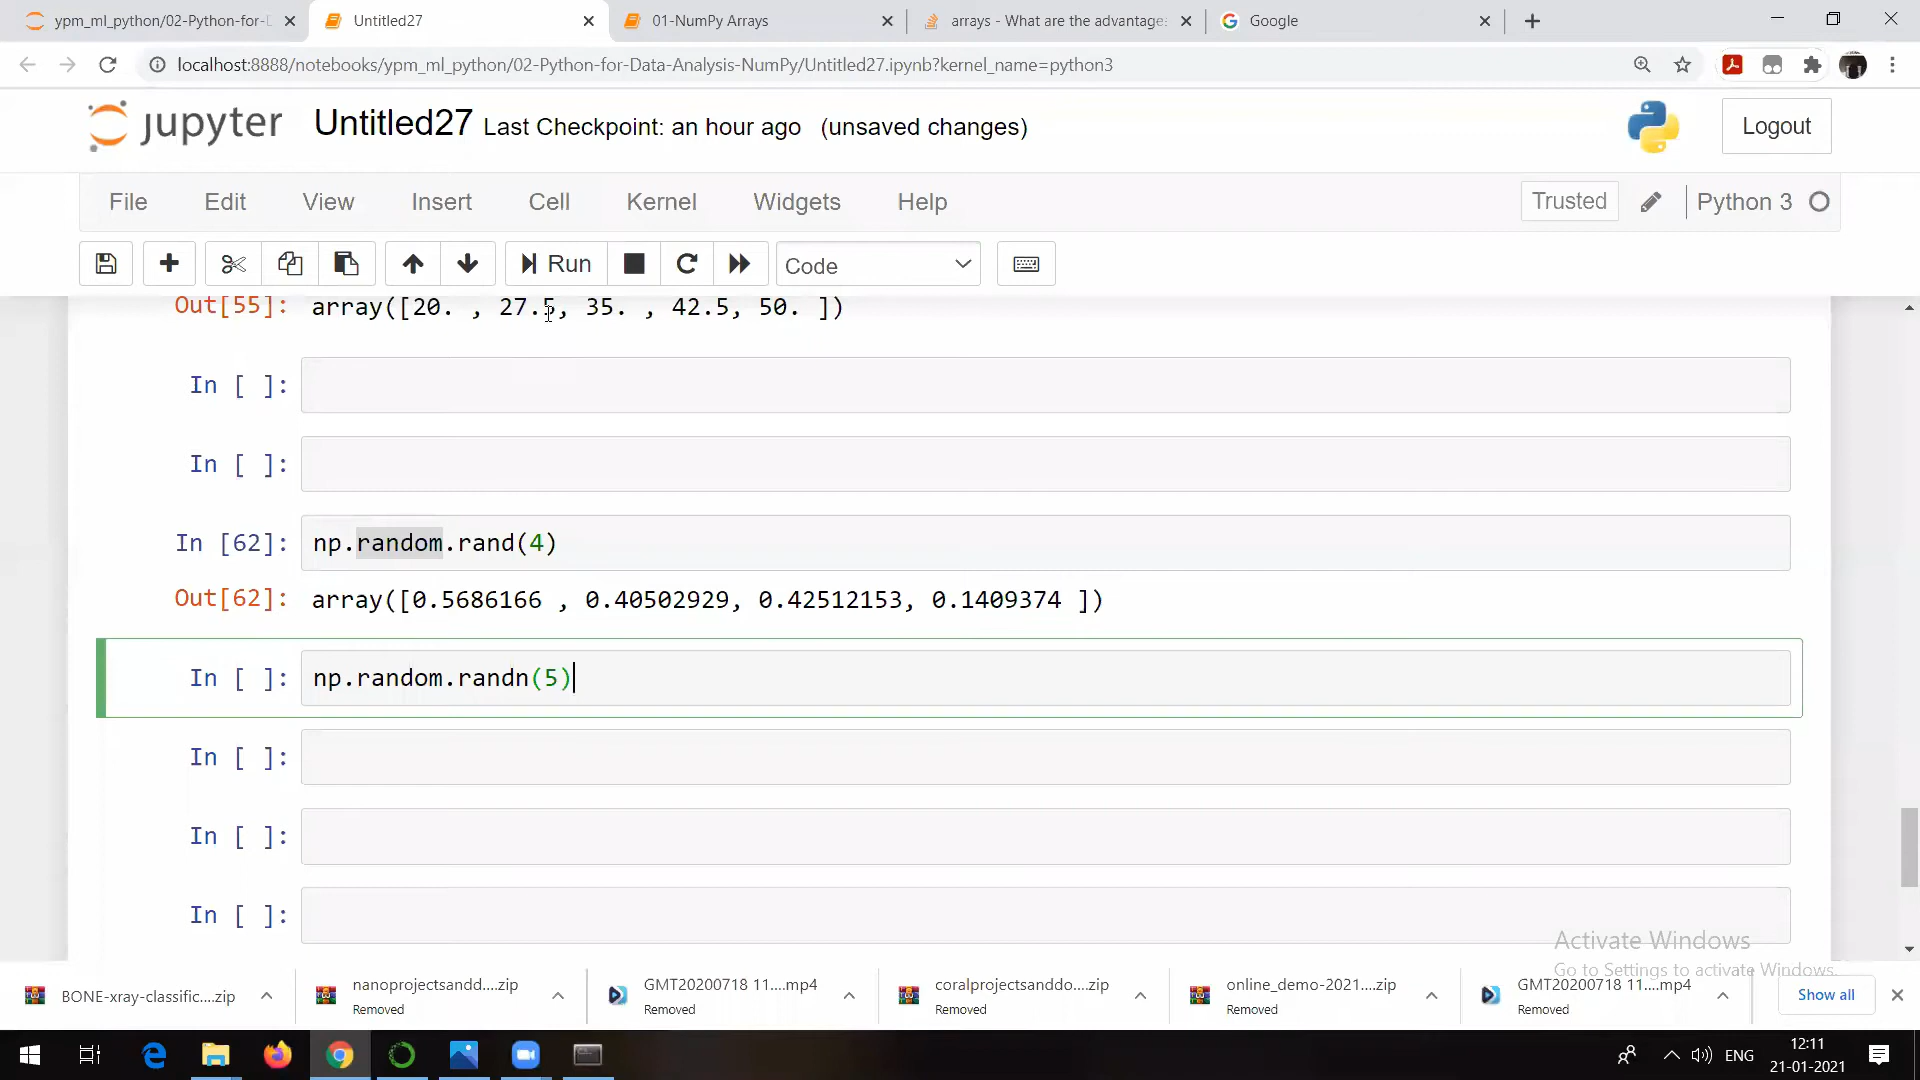 ypm_ml_python/02-Python-for-D
Untitled27
01-NumPy Arrays
arrays - What are the advantage
Google
localhost:8888/notebooks/ypm_ml_python/02-Python-for-Data-Analysis-NumPy/Untitled27.ipynb?kernel_name=python3
jupyter Untitled27 Last Checkpoint: an hour ago (unsaved changes)
Logout
File Edit View Insert Cell Kernel Widgets Help
Trusted
Python 3
Run
Code
Out[55]: array([20. , 27.5, 35. , 42.5, 50. ])
In [ ]:
In [ ]:
In [62]: np.random.rand(4)
Out[62]: array([0.5686166 , 0.40502929, 0.42512153, 0.1409374 ])
In [ ]: np.random.randn(5)
In [ ]:
In [ ]:
In [ ]:
Activate Windows
Go to Settings to activate Windows.
BONE-xray-classific....zip
nanoprojectsandd....zip
Removed
GMT20200718 11....mp4
Removed
coralprojectsanddo....zip
Removed
online_demo-2021....zip
Removed
GMT20200718 11....mp4
Removed
Show all
ENG
12:11
21-01-2021